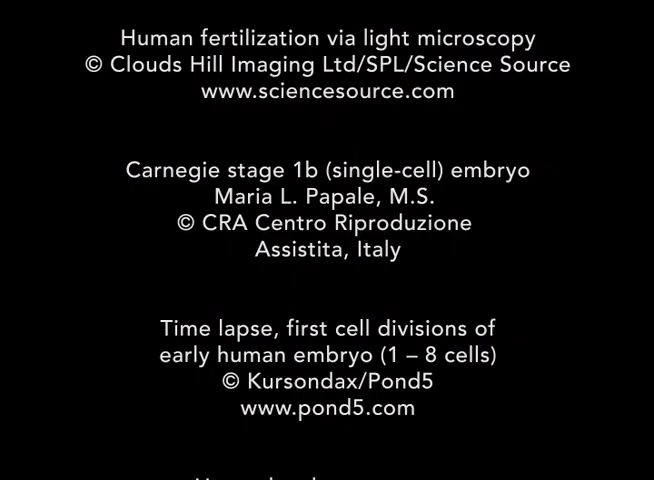 Human fertilization via light microscopy
© Clouds Hill Imaging Ltd/SPL/Science Source
www.sciencesource.com
Carnegie stage 1b (single-cell) embryo
Maria L. Papale, M.S.
© CRA Centro Riproduzione
Assistita, Italy
Time lapse, first cell divisions of
early human embryo (1 – 8 cells)
© Kursondax/Pond5
www.pond5.com